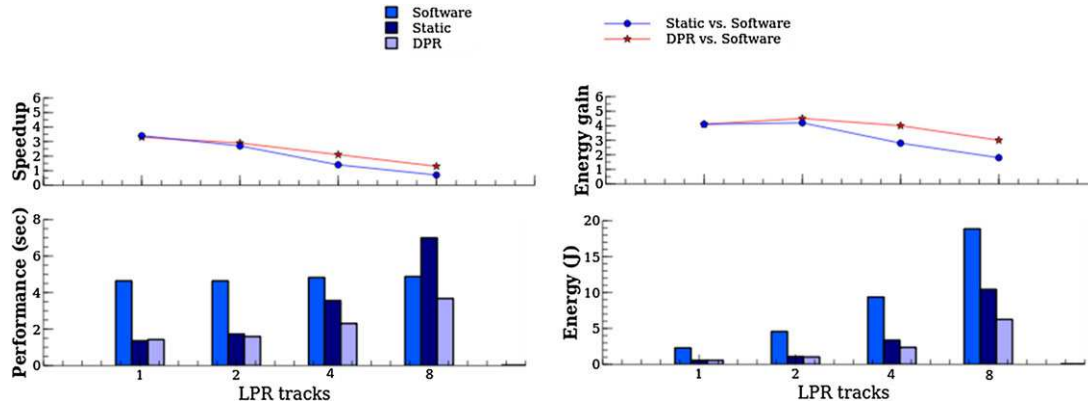 Software
Static
DPR
Static vs. Software
DPR vs. Software
Speedup
6
5
4
3
2
1
0
Energy gain
6
5
4
3
2
1
0
Performance (sec)
8
6
4
2
0
1 2 4 8
LPR tracks
Energy (J)
20
15
10
5
0
1 2 4 8
LPR tracks